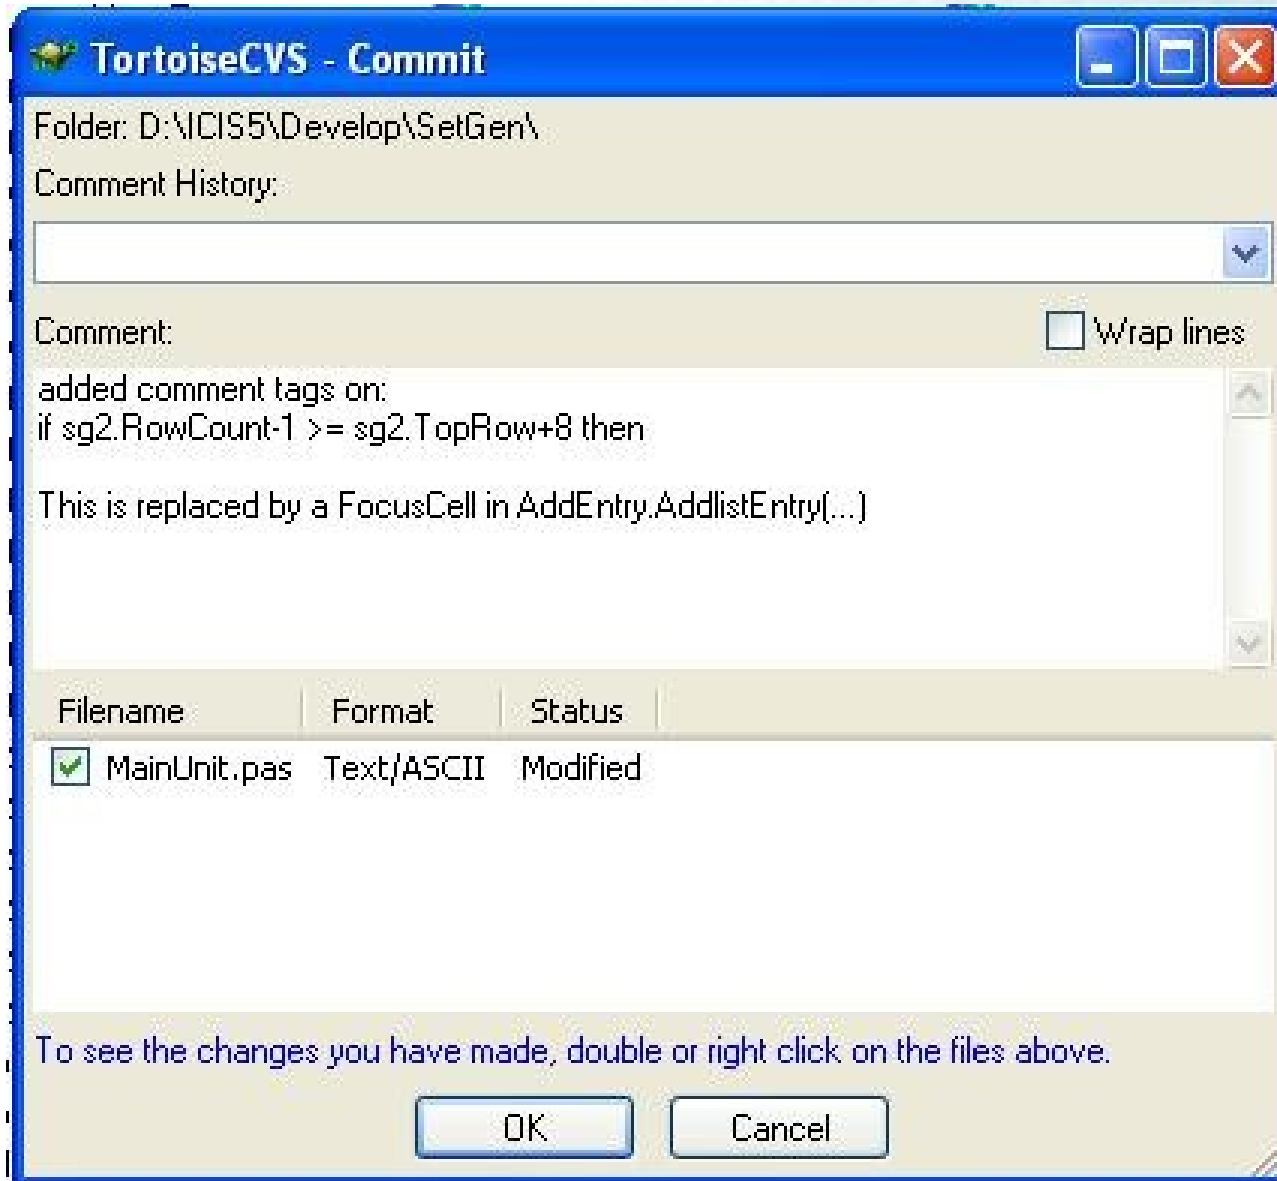 TortoiseCVS - Commit
Folder: D:\ICIS5\Develop\SetGen\
Comment History:
Comment:
Wrap lines
added comment tags on:
if sg2.RowCount-1 >= sg2.TopRow+8 then
This is replaced by a FocusCell in AddEntry.AddlistEntry(...)
Filename Format Status
MainUnit.pas Text/ASCII Modified
To see the changes you have made, double or right click on the files above.
OK Cancel